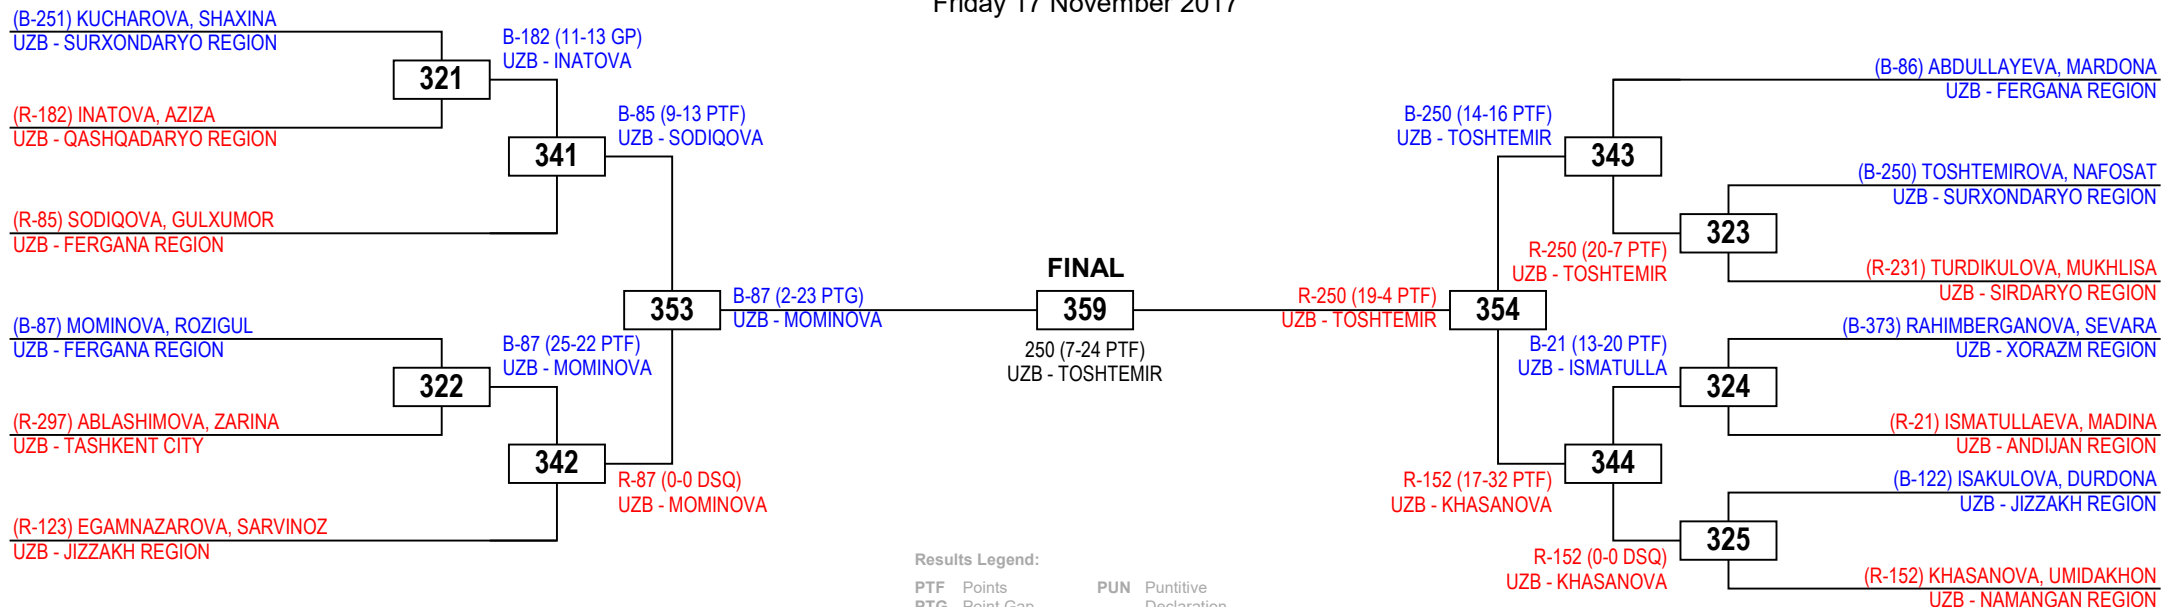 Friday 17 November 2017
(B-251) KUCHAROVA, SHAXINA
UZB - SURXONDARYO REGION
321
(R-182) INATOVA, AZIZA
UZB - QASHQADARYO REGION
B-182 (11-13 GP)
UZB - INATOVA
341
(R-85) SODIQOVA, GULXUMOR
UZB - FERGANA REGION
B-85 (9-13 PTF)
UZB - SODIQOVA
353
(B-87) MOMINOVA, ROZIGUL
UZB - FERGANA REGION
322
(R-297) ABLASHIMOVA, ZARINA
UZB - TASHKENT CITY
B-87 (25-22 PTF)
UZB - MOMINOVA
342
(R-123) EGAMNAZAROVA, SARVINOZ
UZB - JIZZAKH REGION
R-87 (0-0 DSQ)
UZB - MOMINOVA
B-87 (2-23 PTG)
UZB - MOMINOVA
FINAL
359
250 (7-24 PTF)
UZB - TOSHTEMIR
R-250 (19-4 PTF)
UZB - TOSHTEMIR
354
B-250 (14-16 PTF)
UZB - TOSHTEMIR
343
(B-86) ABDULLAYEVA, MARDONA
UZB - FERGANA REGION
(B-250) TOSHTEMIROVA, NAFOSAT
UZB - SURXONDARYO REGION
323
R-250 (20-7 PTF)
UZB - TOSHTEMIR
(R-231) TURDIKULOVA, MUKHLISA
UZB - SIRDARYO REGION
(B-373) RAHIMBERGANOVA, SEVARA
UZB - XORAZM REGION
B-21 (13-20 PTF)
UZB - ISMATULLA
324
(R-21) ISMATULLAEVA, MADINA
UZB - ANDIJAN REGION
344
R-152 (17-32 PTF)
UZB - KHASANOVA
(B-122) ISAKULOVA, DURDONA
UZB - JIZZAKH REGION
325
R-152 (0-0 DSQ)
UZB - KHASANOVA
(R-152) KHASANOVA, UMIDAKHON
UZB - NAMANGAN REGION
Results Legend:
PTF Points PUN Puntitive
PTG Point Gap Declaration